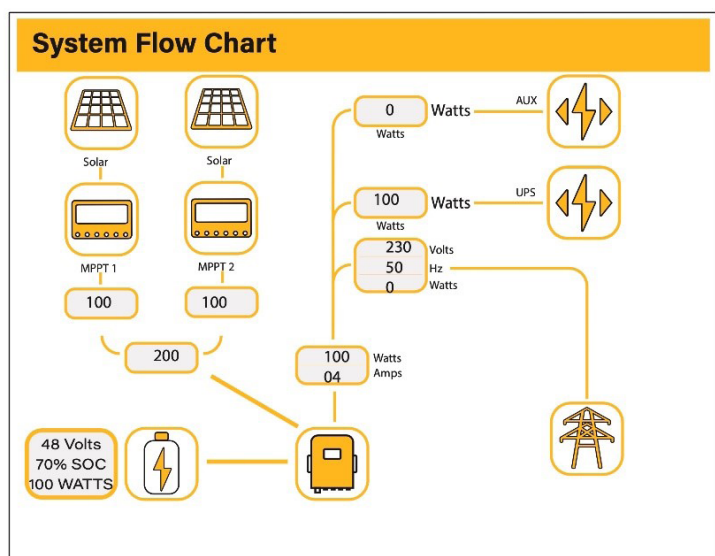 System Flow Chart
Solar
Solar
MPPT 1
MPPT 2
100
100
200
0 Watts
Watts
AUX
100 Watts
Watts
UPS
230 Volts
50 Hz
0 Watts
100 Watts
04 Amps
48 Volts
70% SOC
100 WATTS